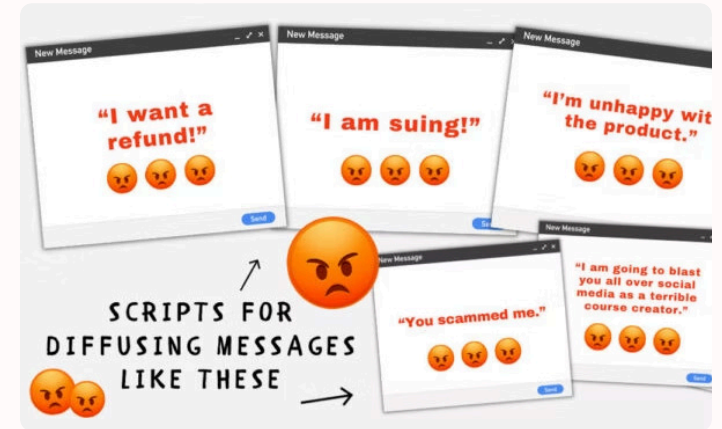 New Message
“I want a
refund!”
Send
New Message
“I am suing!”
New Message
“I’m unhappy
the product.”
New Message
“You scammed me.”
Send
New Message
“I am going to blast
you all over social
media as a terrible
course creator.”
Send
SCRIPTS FOR
DIFFUSING MESSAGES
LIKE THESE